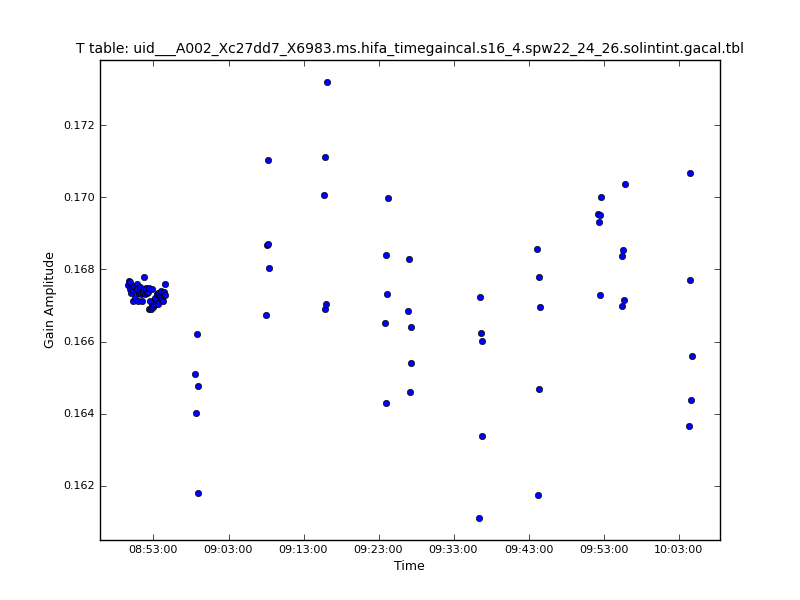 T table: uid___A002_Xc27dd7_X6983.ms.hifa_timegaincal.s16_4.spw22_24_26.solintint.gacal.tbl
Gain Amplitude
0.172
0.170
0.168
0.166
0.164
0.162
08:53:00 09:03:00 09:13:00 09:23:00 09:33:00 09:43:00 09:53:00 10:03:00
Time